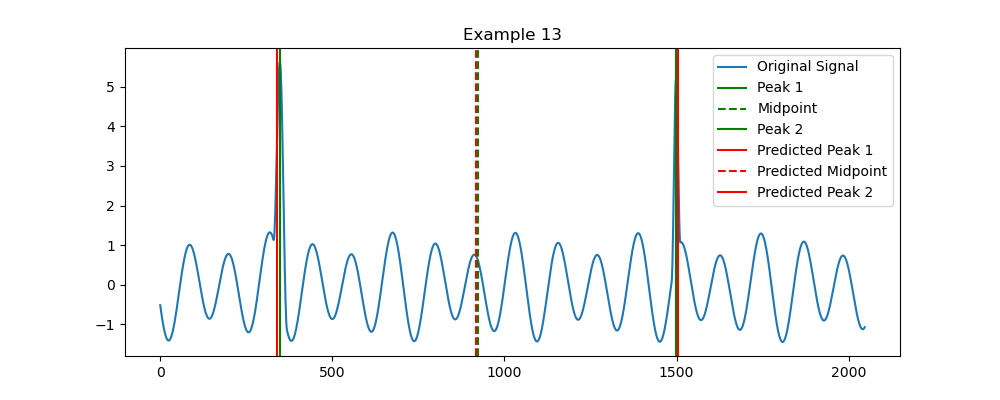 Example 13
Original Signal
Peak 1
Midpoint
Peak 2
Predicted Peak 1
Predicted Midpoint
Predicted Peak 2
5
4
3
2
1
0
−1
0
500
1000
1500
2000